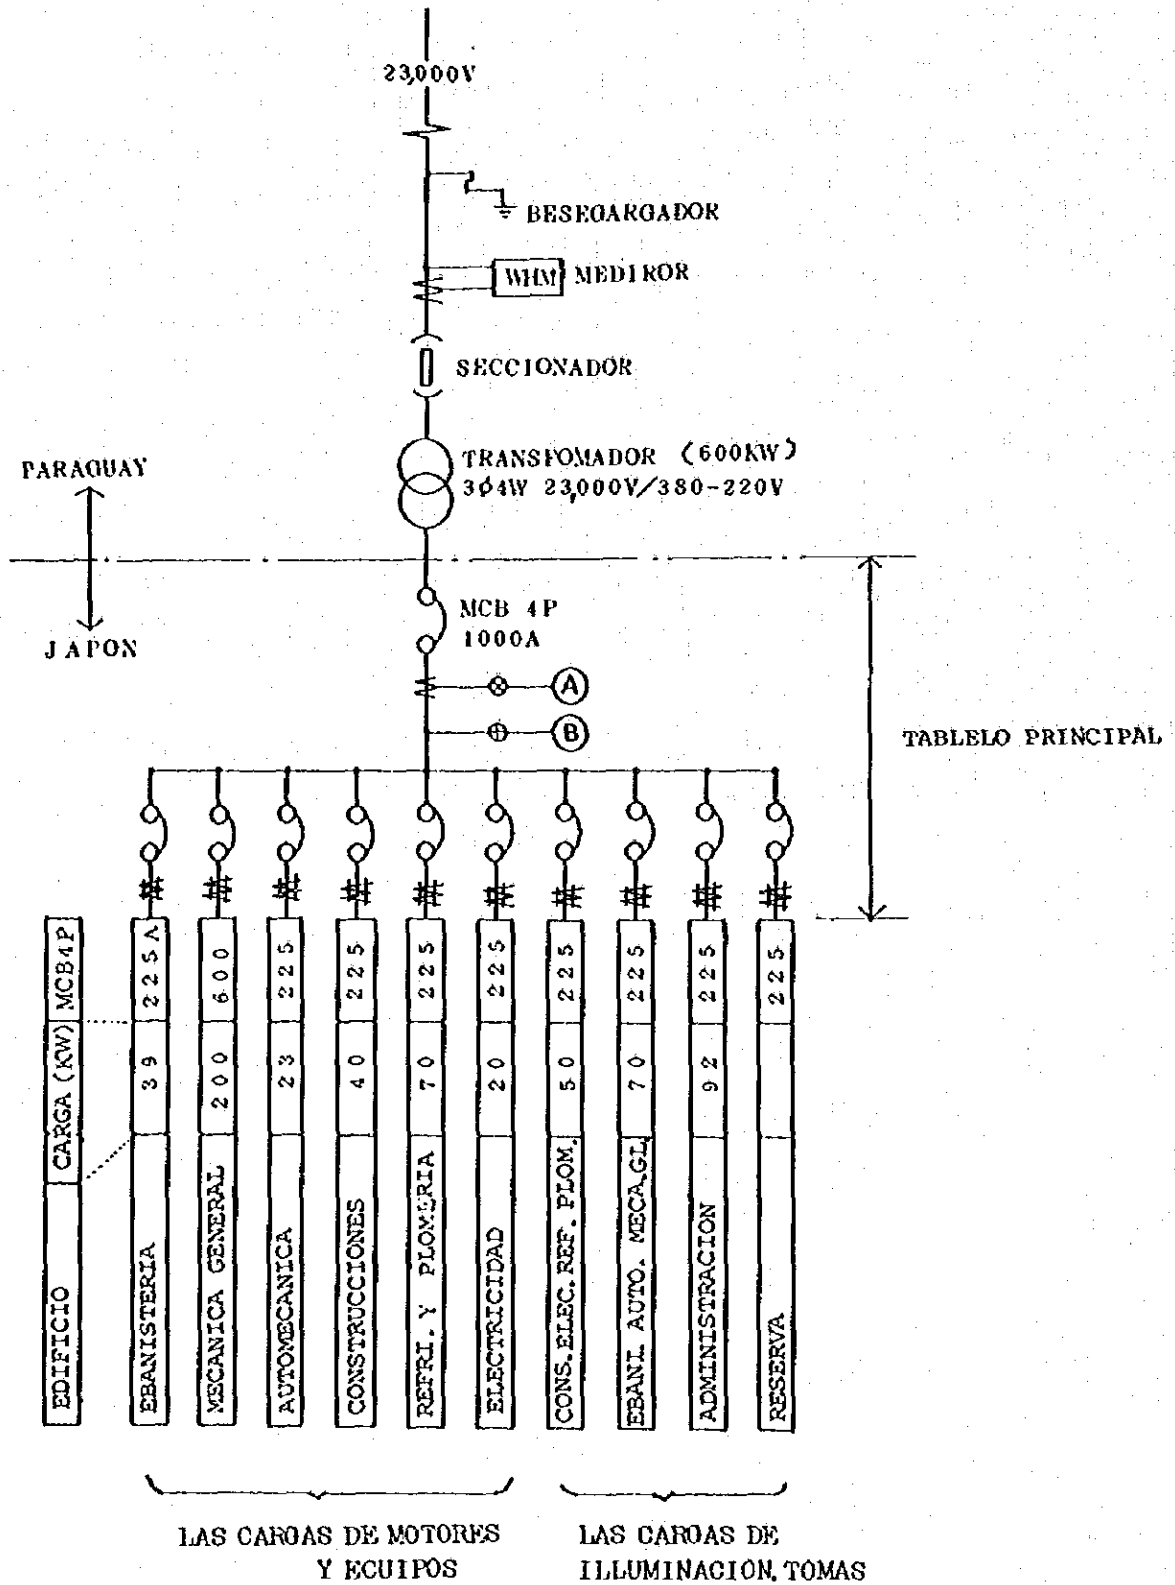 23,000V
BESEGARGADOR
WHM MEDIROR
SECCIONADOR
TRANSFOMADOR (600KW)
3φ4W 23,000V/380-220V
PARAGUAY
JAPON
MCB 4P
1000A
A
B
TABLELO PRINCIPAL
EDIFICIO CARGA (KW) MCB4P
EBANISTERIA 39 225A
MECANICA GENERAL 200 600
AUTOMECANICA 23 225
CONSTRUCCIONES 40 225
REFRI. Y PLOMERIA 70 225
ELECTRICIDAD 20 225
CONS.ELEC.REF. PLOM. 50 225
EBANI. AUTO. MECA,GL 70 225
ADMINISTRACION 92 225
RESERVA 225
LAS CARGAS DE MOTORES
Y ECUIPOS
LAS CARGAS DE
ILLUMINACION, TOMAS